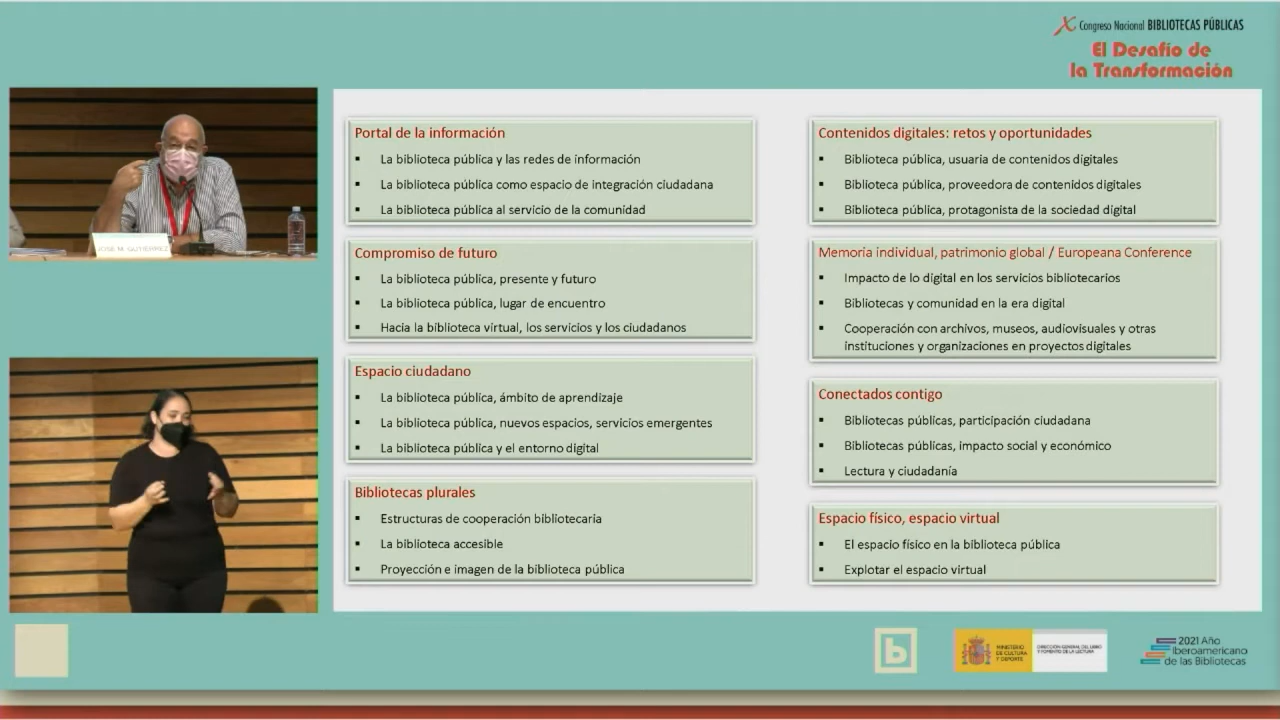 X Congreso Nacional BIBLIOTECAS PÚBLICAS
El Desafío de
la Transformación
JOSÉ M. GUTIÉRREZ
Portal de la información
▪ La biblioteca pública y las redes de información
▪ La biblioteca pública como espacio de integración ciudadana
▪ La biblioteca pública al servicio de la comunidad
Compromiso de futuro
▪ La biblioteca pública, presente y futuro
▪ La biblioteca pública, lugar de encuentro
▪ Hacia la biblioteca virtual, los servicios y los ciudadanos
Espacio ciudadano
▪ La biblioteca pública, ámbito de aprendizaje
▪ La biblioteca pública, nuevos espacios, servicios emergentes
▪ La biblioteca pública y el entorno digital
Bibliotecas plurales
▪ Estructuras de cooperación bibliotecaria
▪ La biblioteca accesible
▪ Proyección e imagen de la biblioteca pública
Contenidos digitales: retos y oportunidades
▪ Biblioteca pública, usuaria de contenidos digitales
▪ Biblioteca pública, proveedora de contenidos digitales
▪ Biblioteca pública, protagonista de la sociedad digital
Memoria individual, patrimonio global / Europeana Conference
▪ Impacto de lo digital en los servicios bibliotecarios
▪ Bibliotecas y comunidad en la era digital
▪ Cooperación con archivos, museos, audiovisuales y otras
instituciones y organizaciones en proyectos digitales
Conectados contigo
▪ Bibliotecas públicas, participación ciudadana
▪ Bibliotecas públicas, impacto social y económico
▪ Lectura y ciudadanía
Espacio físico, espacio virtual
▪ El espacio físico en la biblioteca pública
▪ Explotar el espacio virtual
b
MINISTERIO
DE CULTURA
Y DEPORTE
DIRECCIÓN GENERAL DEL LIBRO
Y FOMENTO DE LA LECTURA
2021 Año
Iberoamericano
de las Bibliotecas